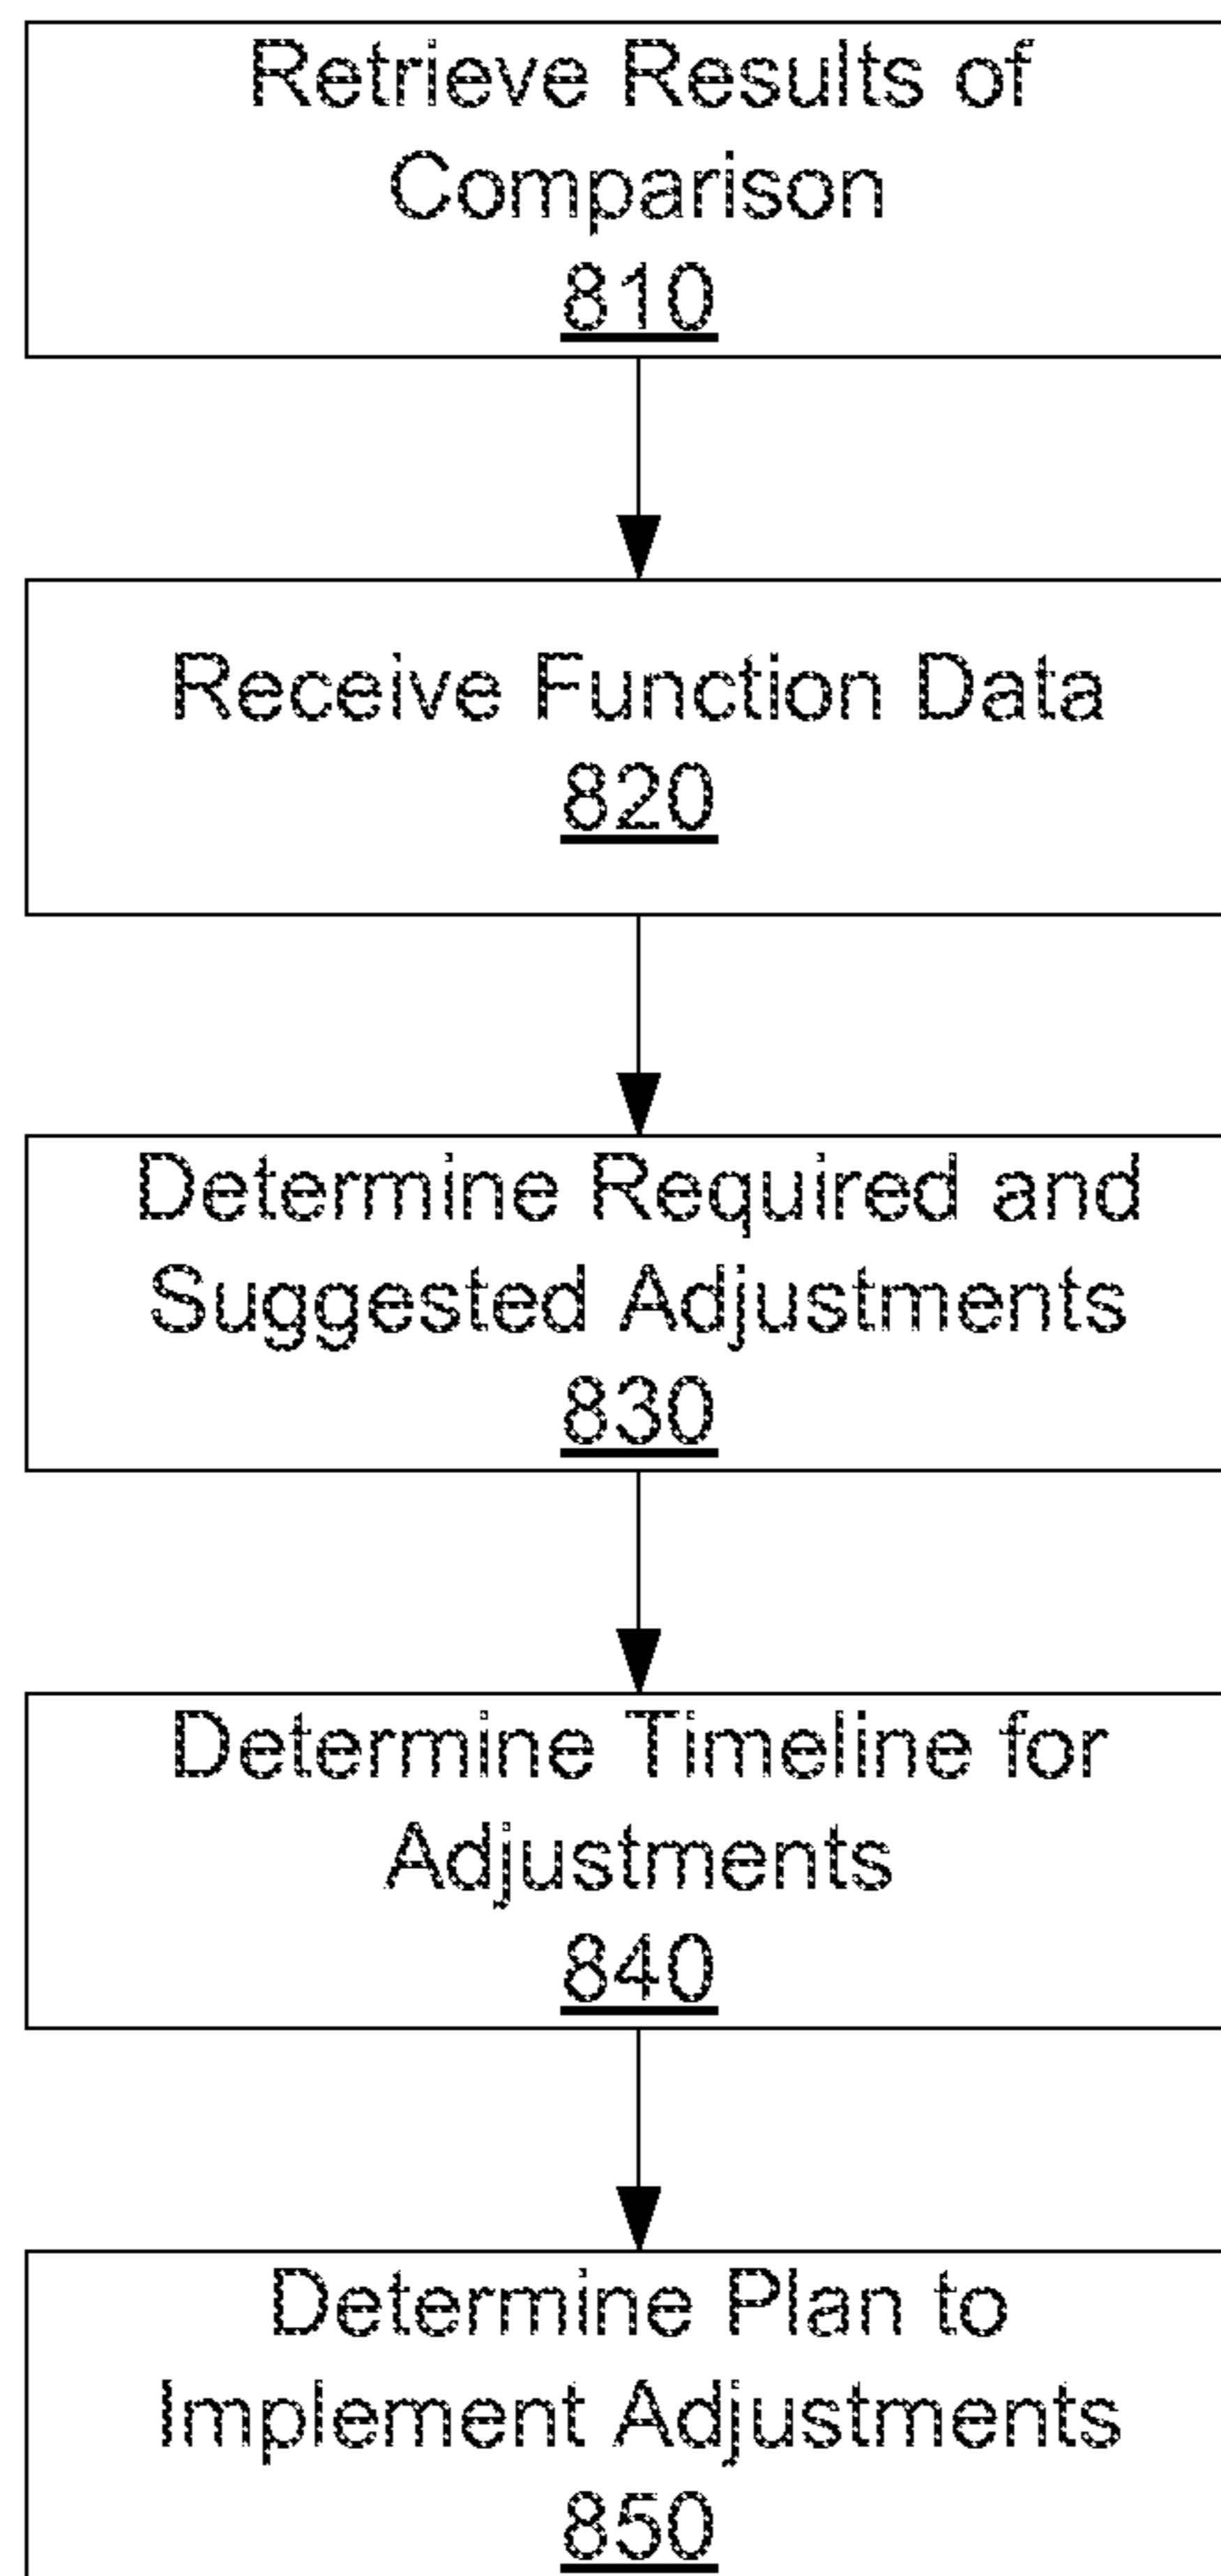 Retrieve Results of
Comparison
810
Receive Function Data
820
Determine Required and
Suggested Adjustments
830
Determine Timeline for
Adjustments
840
Determine Plan to
Implement Adjustments
850